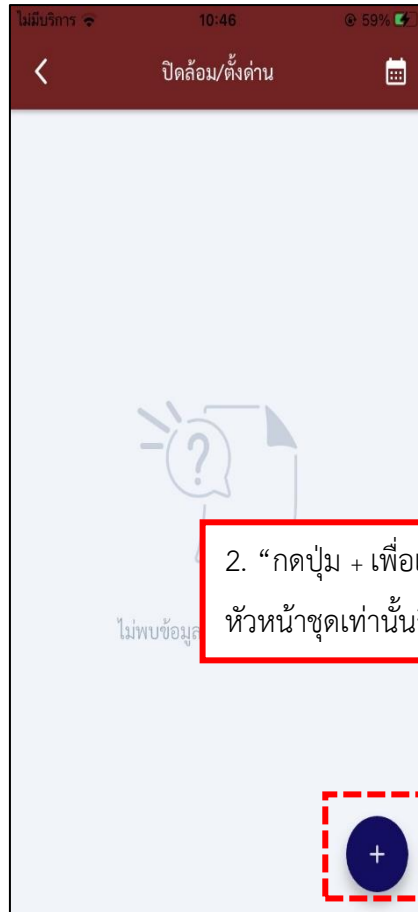 ไม่มีบริการ 10:46 59%
ปิดล้อม/ตั้งด่าน
2. “กดปุ่ม + เพื่อ
หัวหน้าชุดเท่านั้น
ไม่พบข้อมูล
+